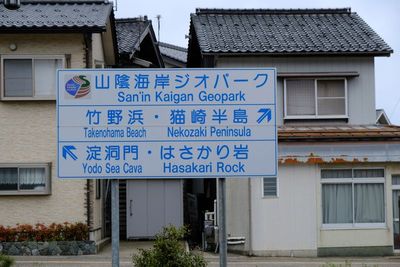 山陰海岸ジオパーク
San'in Kaigan Geopark
竹野浜・猫崎半島
Takenohama Beach Nekozaki Peninsula
淀洞門・はさかり岩
Yodo Sea Cava Hasakari Rock